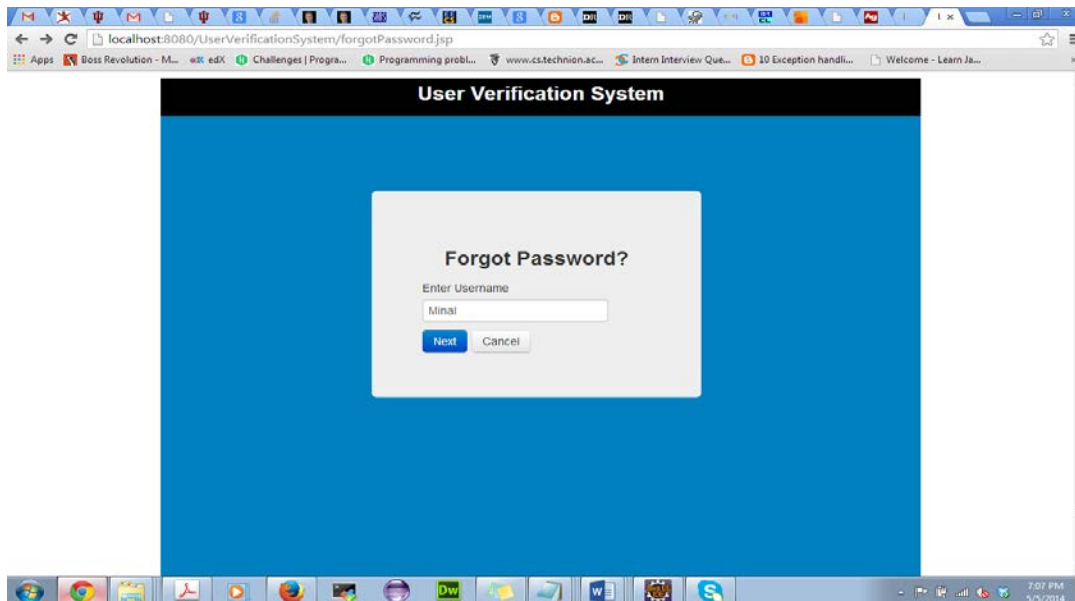 localhost:8080/UserVerificationSystem/forgotPassword.jsp
Apps Boss Revolution - M... edX Challenges | Progra... Programming probl... www.cs.technion.ac... Intern Interview Que... 10 Exception handli... Welcome - Learn Ja...
User Verification System
Forgot Password?
Enter Username
Minal
Next Cancel
7:07 PM
5/5/2014